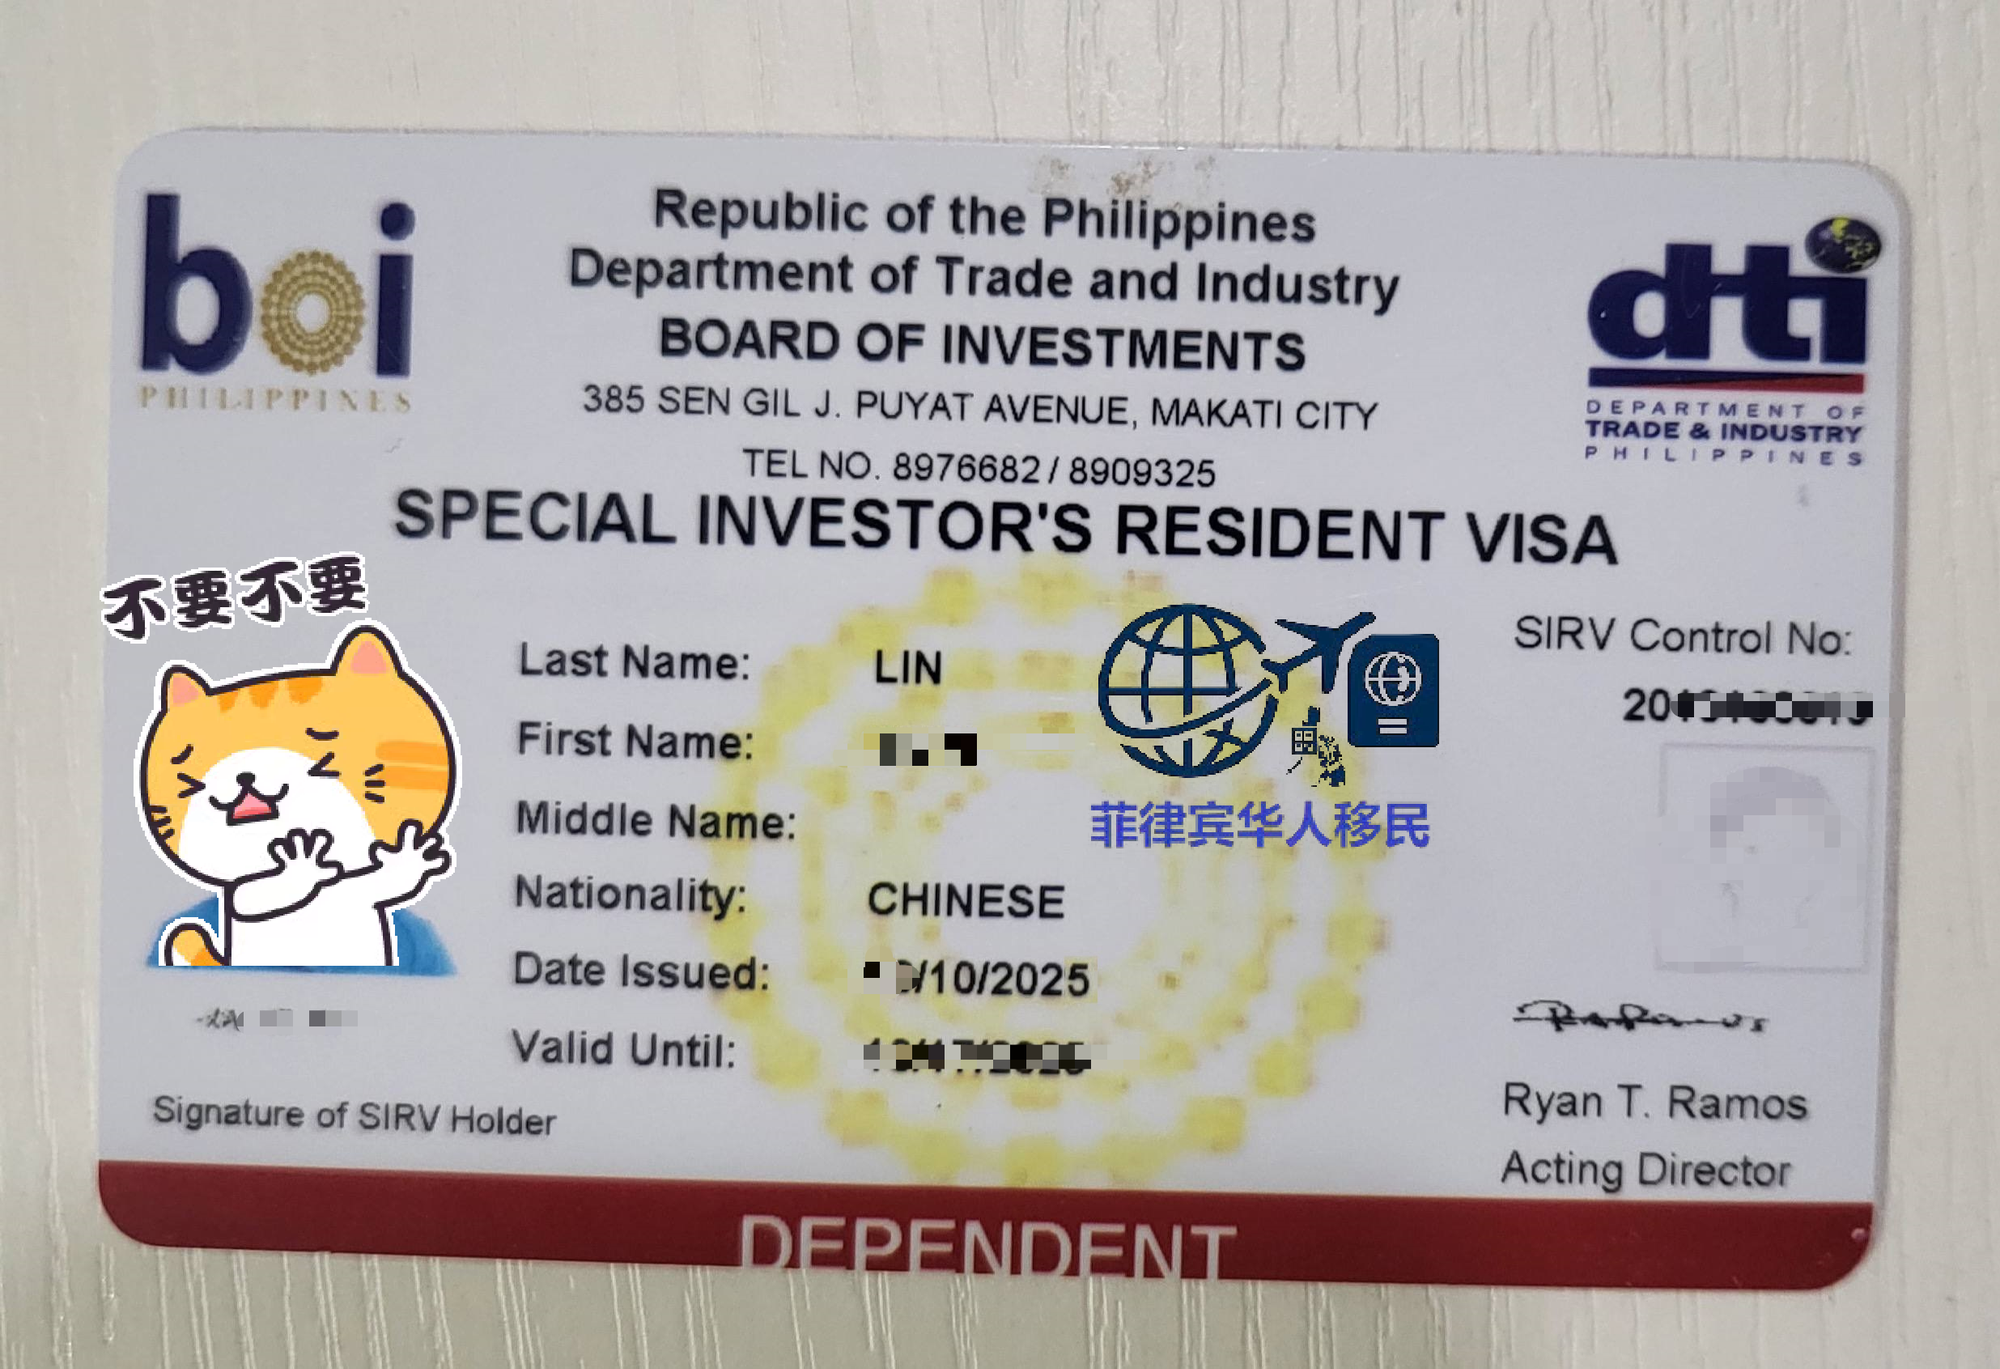 boi
PHILIPPINES
Republic of the Philippines
Department of Trade and Industry
BOARD OF INVESTMENTS
385 SEN GIL J. PUYAT AVENUE, MAKATI CITY
TEL NO. 8976682 / 8909325
dti
DEPARTMENT OF
TRADE & INDUSTRY
PHILIPPINES
SPECIAL INVESTOR'S RESIDENT VISA
不要不要
Last Name: LIN
First Name:
Middle Name:
Nationality: CHINESE
Date Issued: /10/2025
Valid Until:
菲律宾华人移民
SIRV Control No:
20
Signature of SIRV Holder
Ryan T. Ramos
Acting Director
DEPENDENT